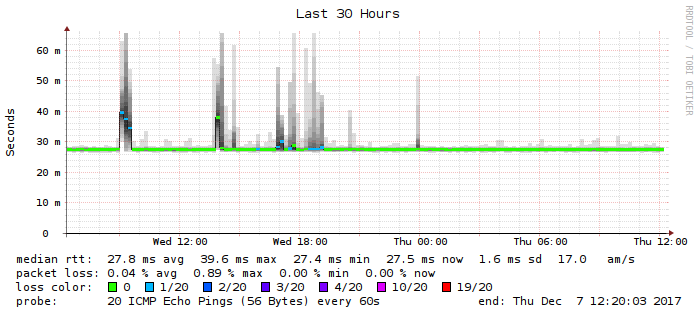 Last 30 Hours
RRDTOOL / TOBI OETIKER
Seconds
60 m
50 m
40 m
30 m
20 m
10 m
0
Wed 12:00 Wed 18:00 Thu 00:00 Thu 06:00 Thu 12:00
median rtt: 27.8 ms avg 39.6 ms max 27.4 ms min 27.5 ms now 1.6 ms sd 17.0 am/s
packet loss: 0.04 % avg 0.89 % max 0.00 % min 0.00 % now
loss color: 0 1/20 2/20 3/20 4/20 10/20 19/20
probe: 20 ICMP Echo Pings (56 Bytes) every 60s end: Thu Dec 7 12:20:03 2017